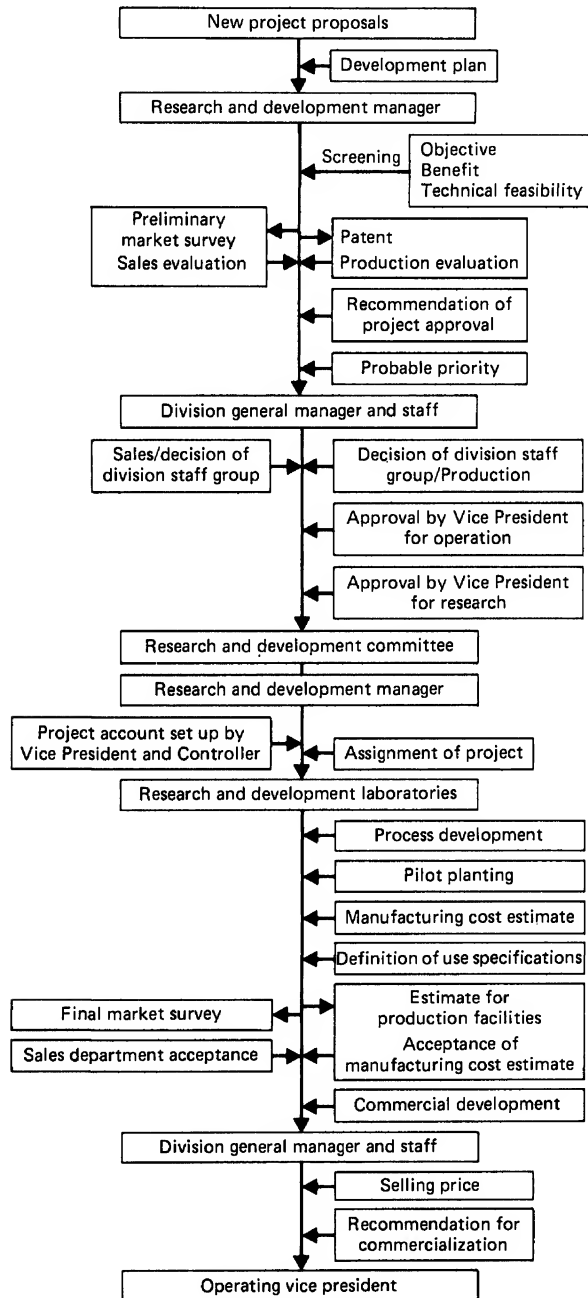 New project proposals
Development plan
Research and development manager
Screening
Objective
Benefit
Technical feasibility
Preliminary
market survey
Sales evaluation
Patent
Production evaluation
Recommendation of
project approval
Probable priority
Division general manager and staff
Sales/decision of
division staff group
Decision of division staff
group/Production
Approval by Vice President
for operation
Approval by Vice President
for research
Research and development committee
Research and development manager
Project account set up by
Vice President and Controller
Assignment of project
Research and development laboratories
Process development
Pilot planting
Manufacturing cost estimate
Definition of use specifications
Final market survey
Estimate for
production facilities
Sales department acceptance
Acceptance of
manufacturing cost estimate
Commercial development
Division general manager and staff
Selling price
Recommendation for
commercialization
Operating vice president